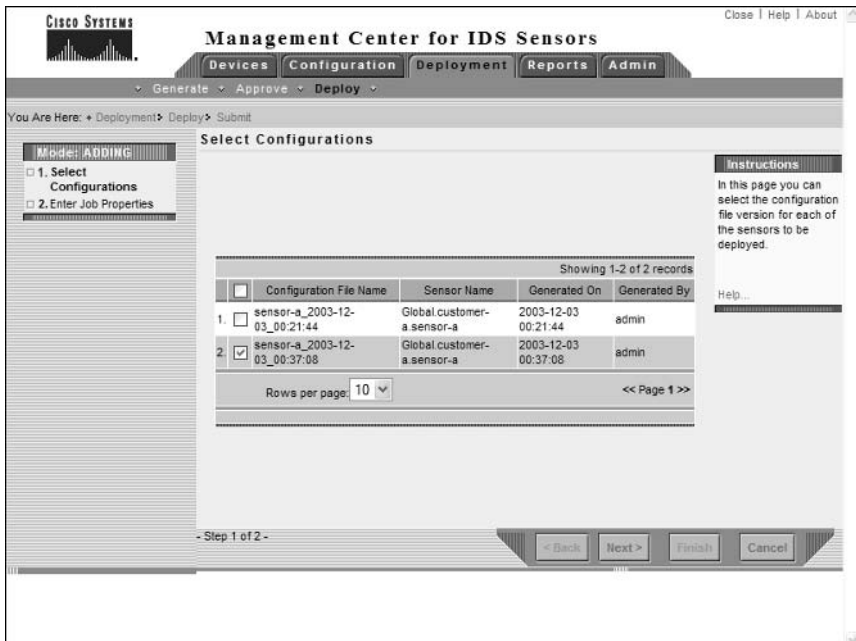 CISCO SYSTEMS
Close | Help | About
Management Center for IDS Sensors
Devices Configuration Deployment Reports Admin
Generate Approve Deploy
You Are Here: Deployment > Deploy > Submit
Mode: ADDING
1. Select
Configurations
2. Enter Job Properties
Select Configurations
Showing 1-2 of 2 records
Configuration File Name Sensor Name Generated On Generated By
1. sensor-a_2003-12-03_00:21:44 Global.customer-a.sensor-a 2003-12-03 00:21:44 admin
2. sensor-a_2003-12-03_00:37:08 Global.customer-a.sensor-a 2003-12-03 00:37:08 admin
Rows per page: 10 << Page 1 >>
Instructions
In this page you can
select the configuration
file version for each of
the sensors to be
deployed.
Help...
- Step 1 of 2 -
< Back Next > Finish Cancel